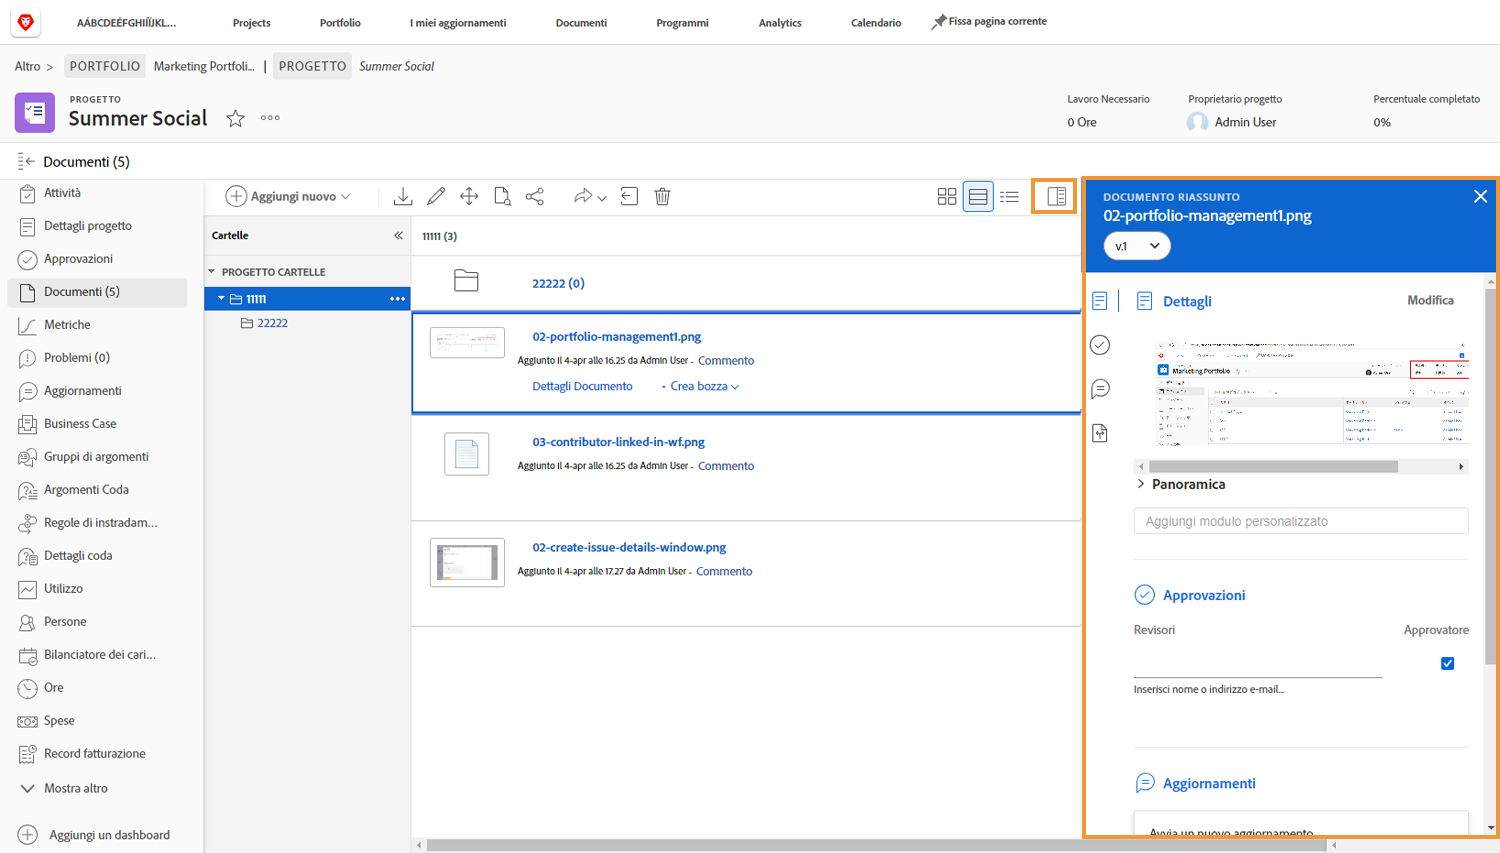 AÁBCDEÉFGHIÍÏJKL...
Projects
Portfolio
I miei aggiornamenti
Documenti
Programmi
Analytics
Calendario
Fissa pagina corrente
Altro > PORTFOLIO Marketing Portfoli... | PROGETTO Summer Social
PROGETTO
Summer Social
Lavoro Necessario
0 Ore
Proprietario progetto
Admin User
Percentuale completato
0%
Documenti (5)
Attività
Dettagli progetto
Approvazioni
Documenti (5)
Metriche
Problemi (0)
Aggiornamenti
Business Case
Gruppi di argomenti
Argomenti Coda
Regole di instradam...
Dettagli coda
Utilizzo
Persone
Bilanciatore dei cari...
Ore
Spese
Record fatturazione
Mostra altro
Aggiungi un dashboard
Aggiungi nuovo
Cartelle
PROGETTO CARTELLE
11111
22222
11111 (3)
22222 (0)
02-portfolio-management1.png
Aggiunto il 4-apr alle 16.25 da Admin User - Commento
Dettagli Documento • Crea bozza
03-contributor-linked-in-wf.png
Aggiunto il 4-apr alle 16.25 da Admin User - Commento
02-create-issue-details-window.png
Aggiunto il 4-apr alle 17.27 da Admin User - Commento
DOCUMENTO RIASSUNTO
02-portfolio-management1.png
v.1
Dettagli
Modifica
Marketing Portfolio
Panoramica
Aggiungi modulo personalizzato
Approvazioni
Revisori
Approvatore
Inserisci nome o indirizzo e-mail...
Aggiornamenti
Avvia un nuovo aggiornamento